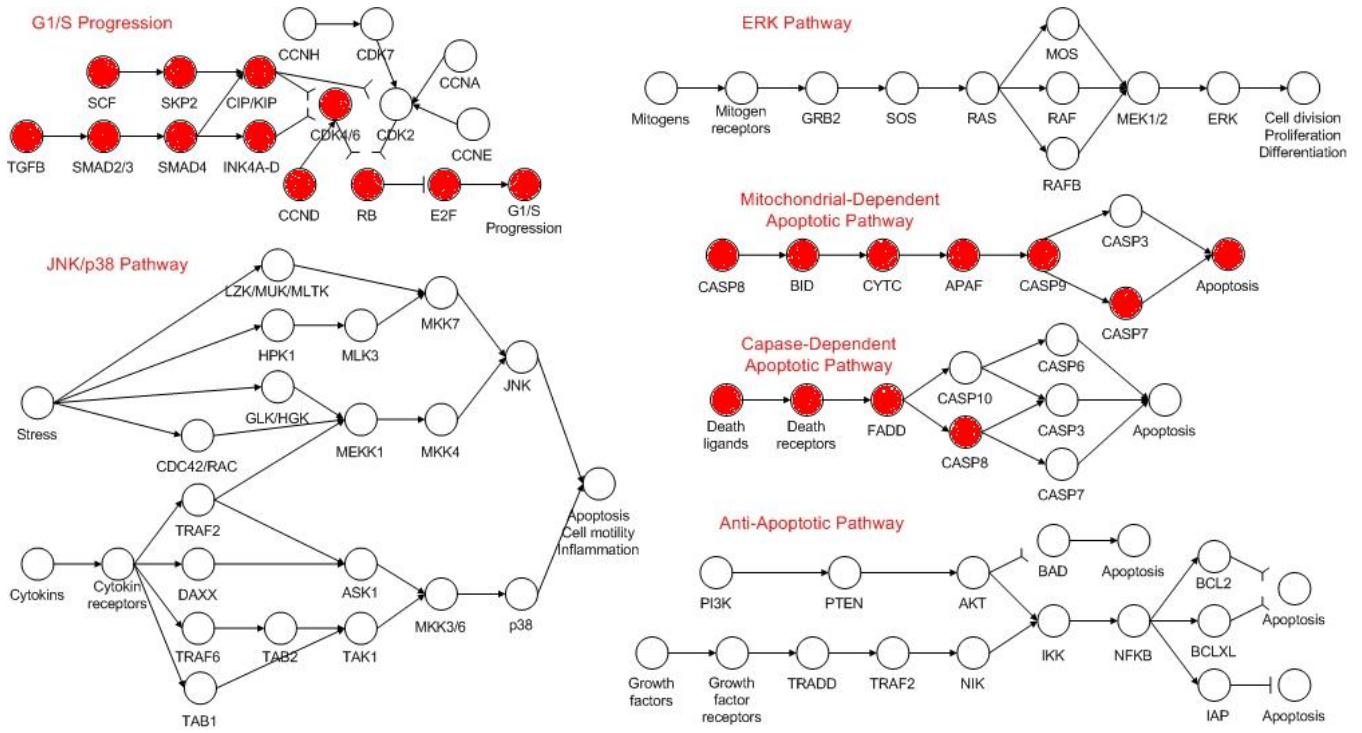 G1/S Progression
CCNH
CDK7
CCNA
SCF
SKP2
CIP/KIP
CDK4/6
CDK2
CCNE
TGFB
SMAD2/3
SMAD4
INK4A-D
CCND
RB
E2F
G1/S
Progression
ERK Pathway
MOS
Mitogens
Mitogen
receptors
GRB2
SOS
RAS
RAF
MEK1/2
ERK
Cell division
Proliferation
Differentiation
RAFB
Mitochondrial-Dependent
Apoptotic Pathway
CASP3
CASP8
BID
CYTC
APAF
CASP9
Apoptosis
CASP7
JNK/p38 Pathway
LZK/MUK/MLTK
MKK7
HPK1
MLK3
JNK
GLK/HGK
Stress
CDC42/RAC
MEKK1
MKK4
TRAF2
Apoptosis
Cell motility
Inflammation
Cytokins
Cytokin
receptors
DAXX
ASK1
MKK3/6
p38
TRAF6
TAB2
TAK1
TAB1
Capase-Dependent
Apoptotic Pathway
CASP6
CASP10
Death
ligands
Death
receptors
FADD
CASP3
Apoptosis
CASP8
CASP7
Anti-Apoptotic Pathway
BAD
Apoptosis
BCL2
PI3K
PTEN
AKT
Apoptosis
IKK
NFKB
BCLXL
Growth
factors
Growth
factor
receptors
TRADD
TRAF2
NIK
IAP
Apoptosis